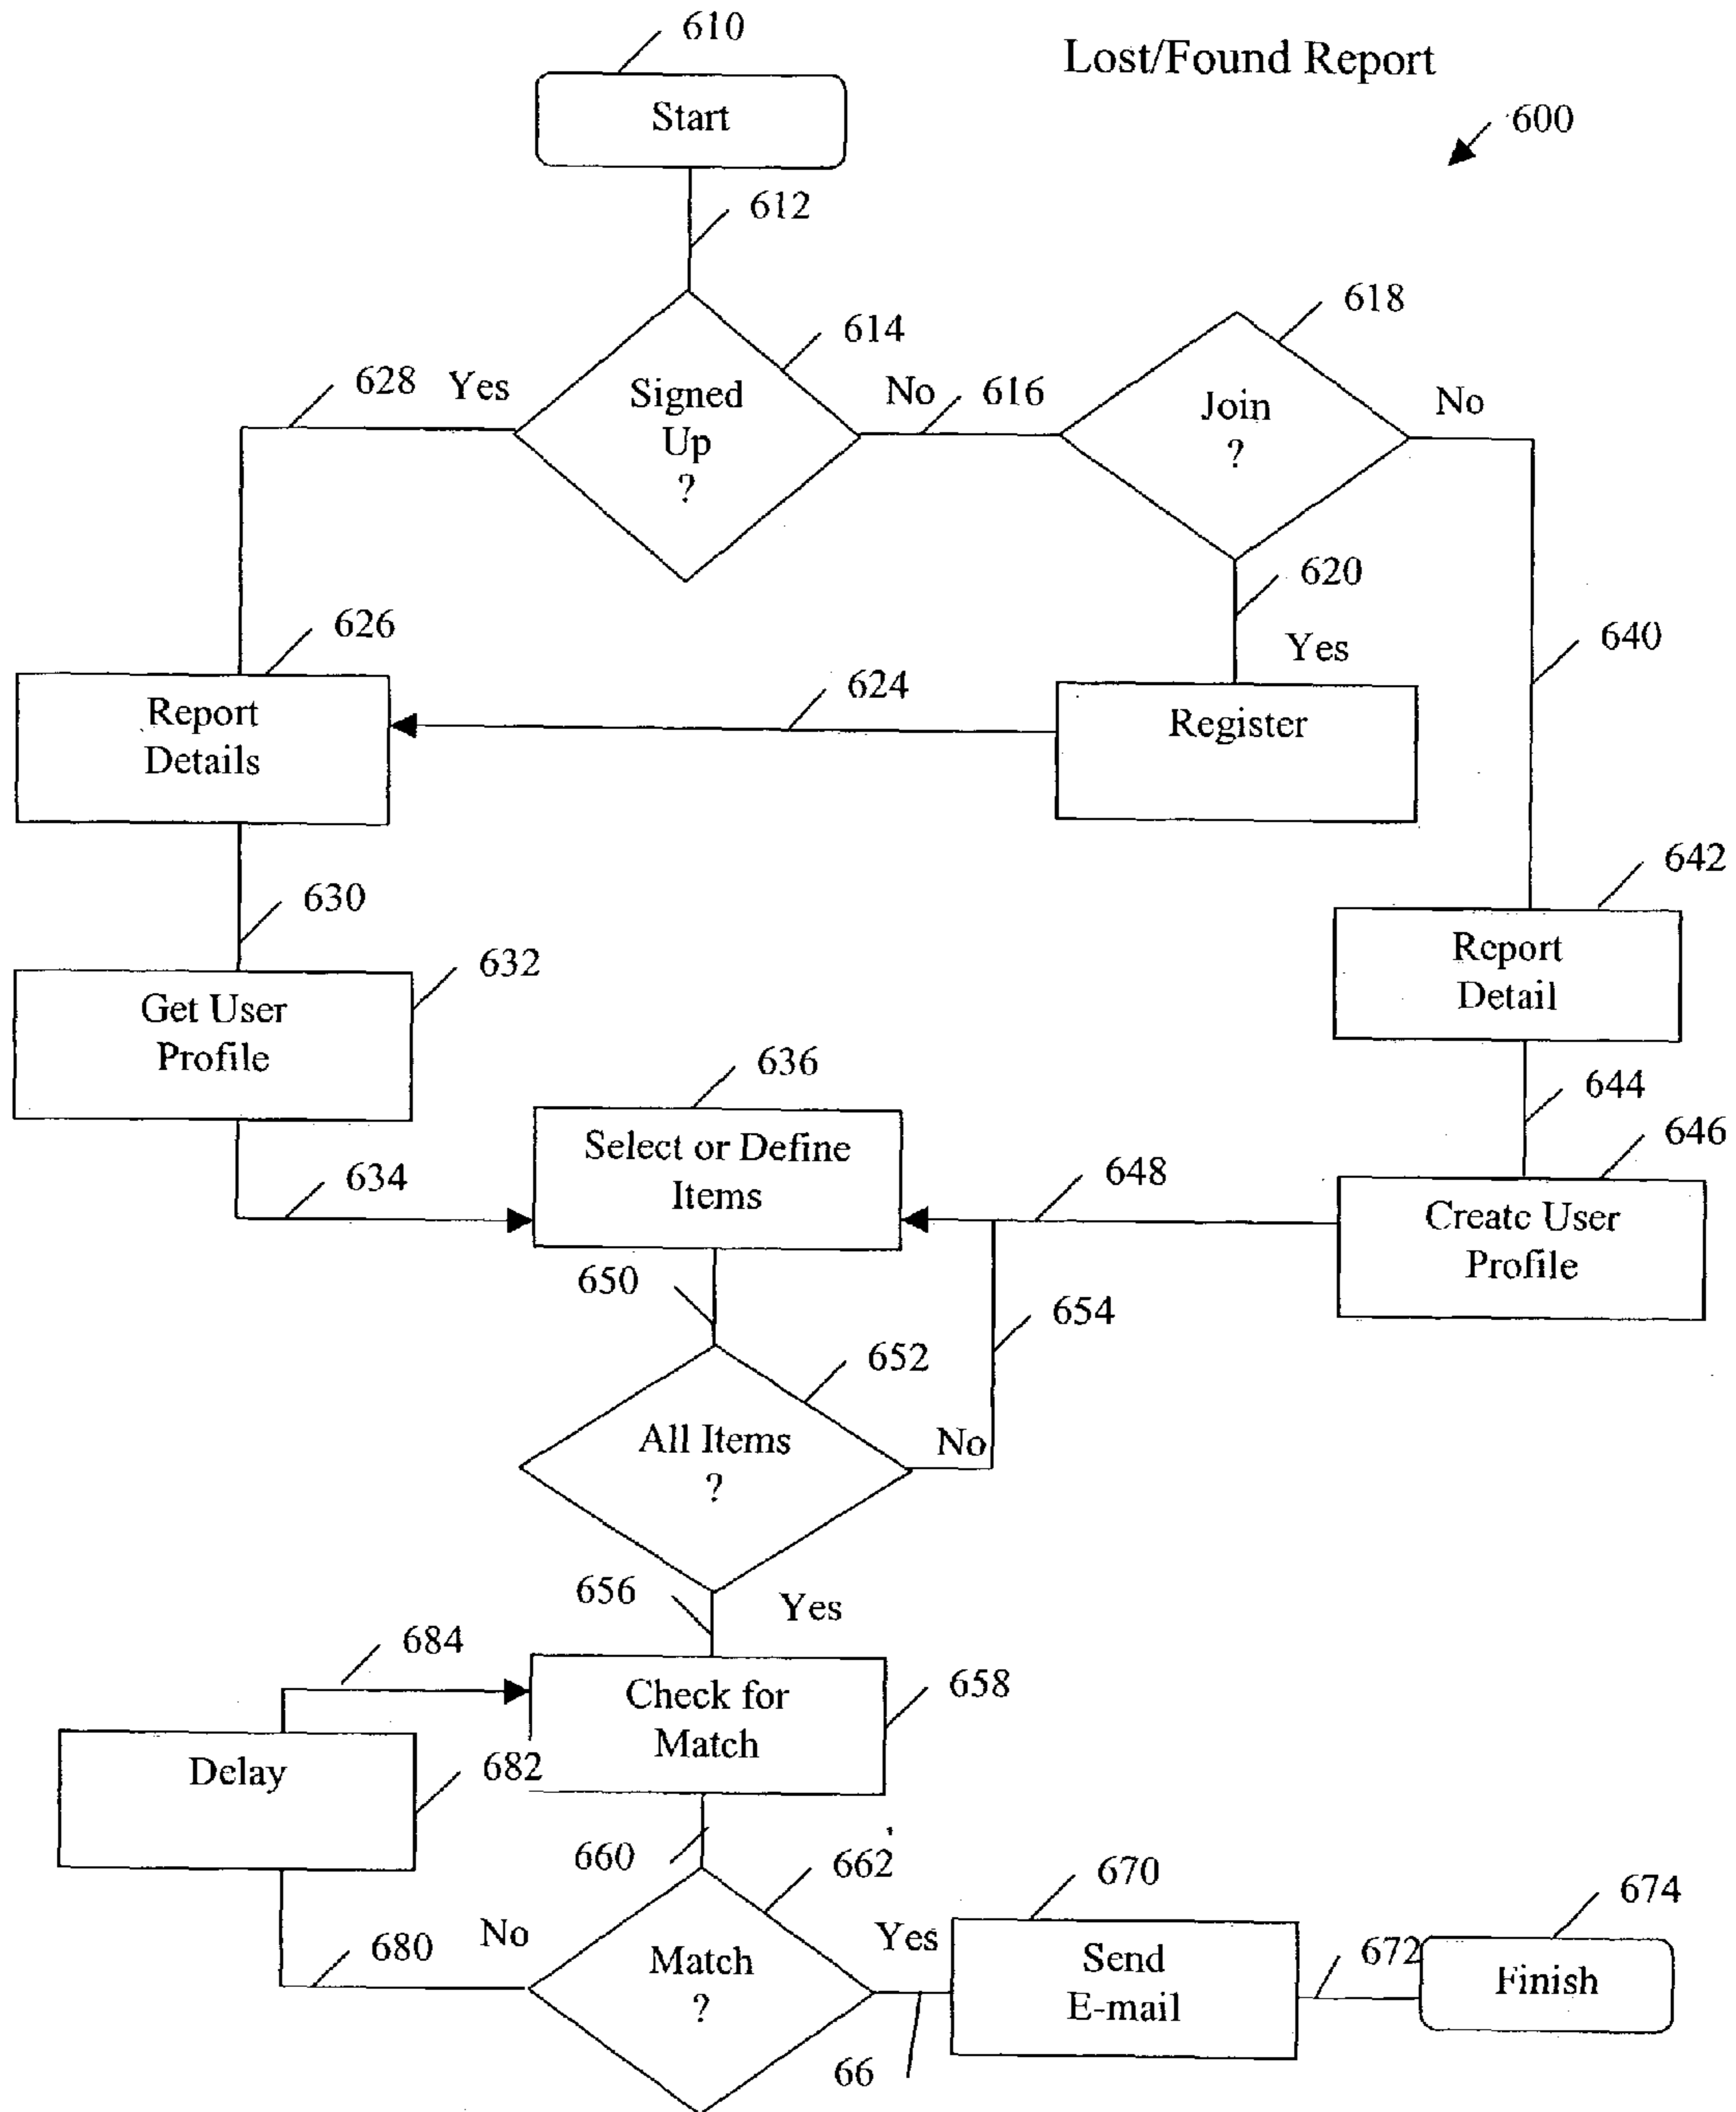 610
Lost/Found Report
Start
600
612
618
614
628
Yes
Signed
Up
?
No
616
Join
?
No
620
626
Yes
640
624
Report
Details
Register
642
630
Report
Detail
632
Get User
Profile
636
644
646
Select or Define
Items
634
648
Create User
Profile
650
654
652
All Items
?
No
656
Yes
684
Check for
Match
658
Delay
682
660
662
670
674
No
Yes
680
Match
?
Send
E-mail
672
Finish
66